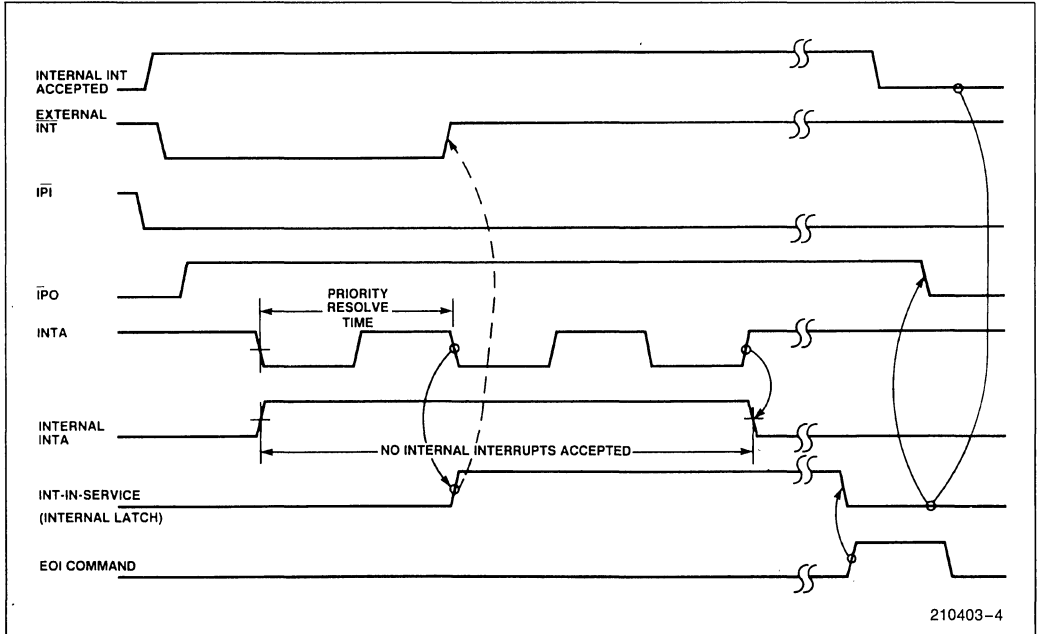 INTERNAL INT
ACCEPTED
EXTERNAL
INT
IPI
IPO
PRIORITY
RESOLVE
TIME
INTA
INTERNAL
INTA
NO INTERNAL INTERRUPTS ACCEPTED
INT-IN-SERVICE
(INTERNAL LATCH)
EOI COMMAND
210403-4